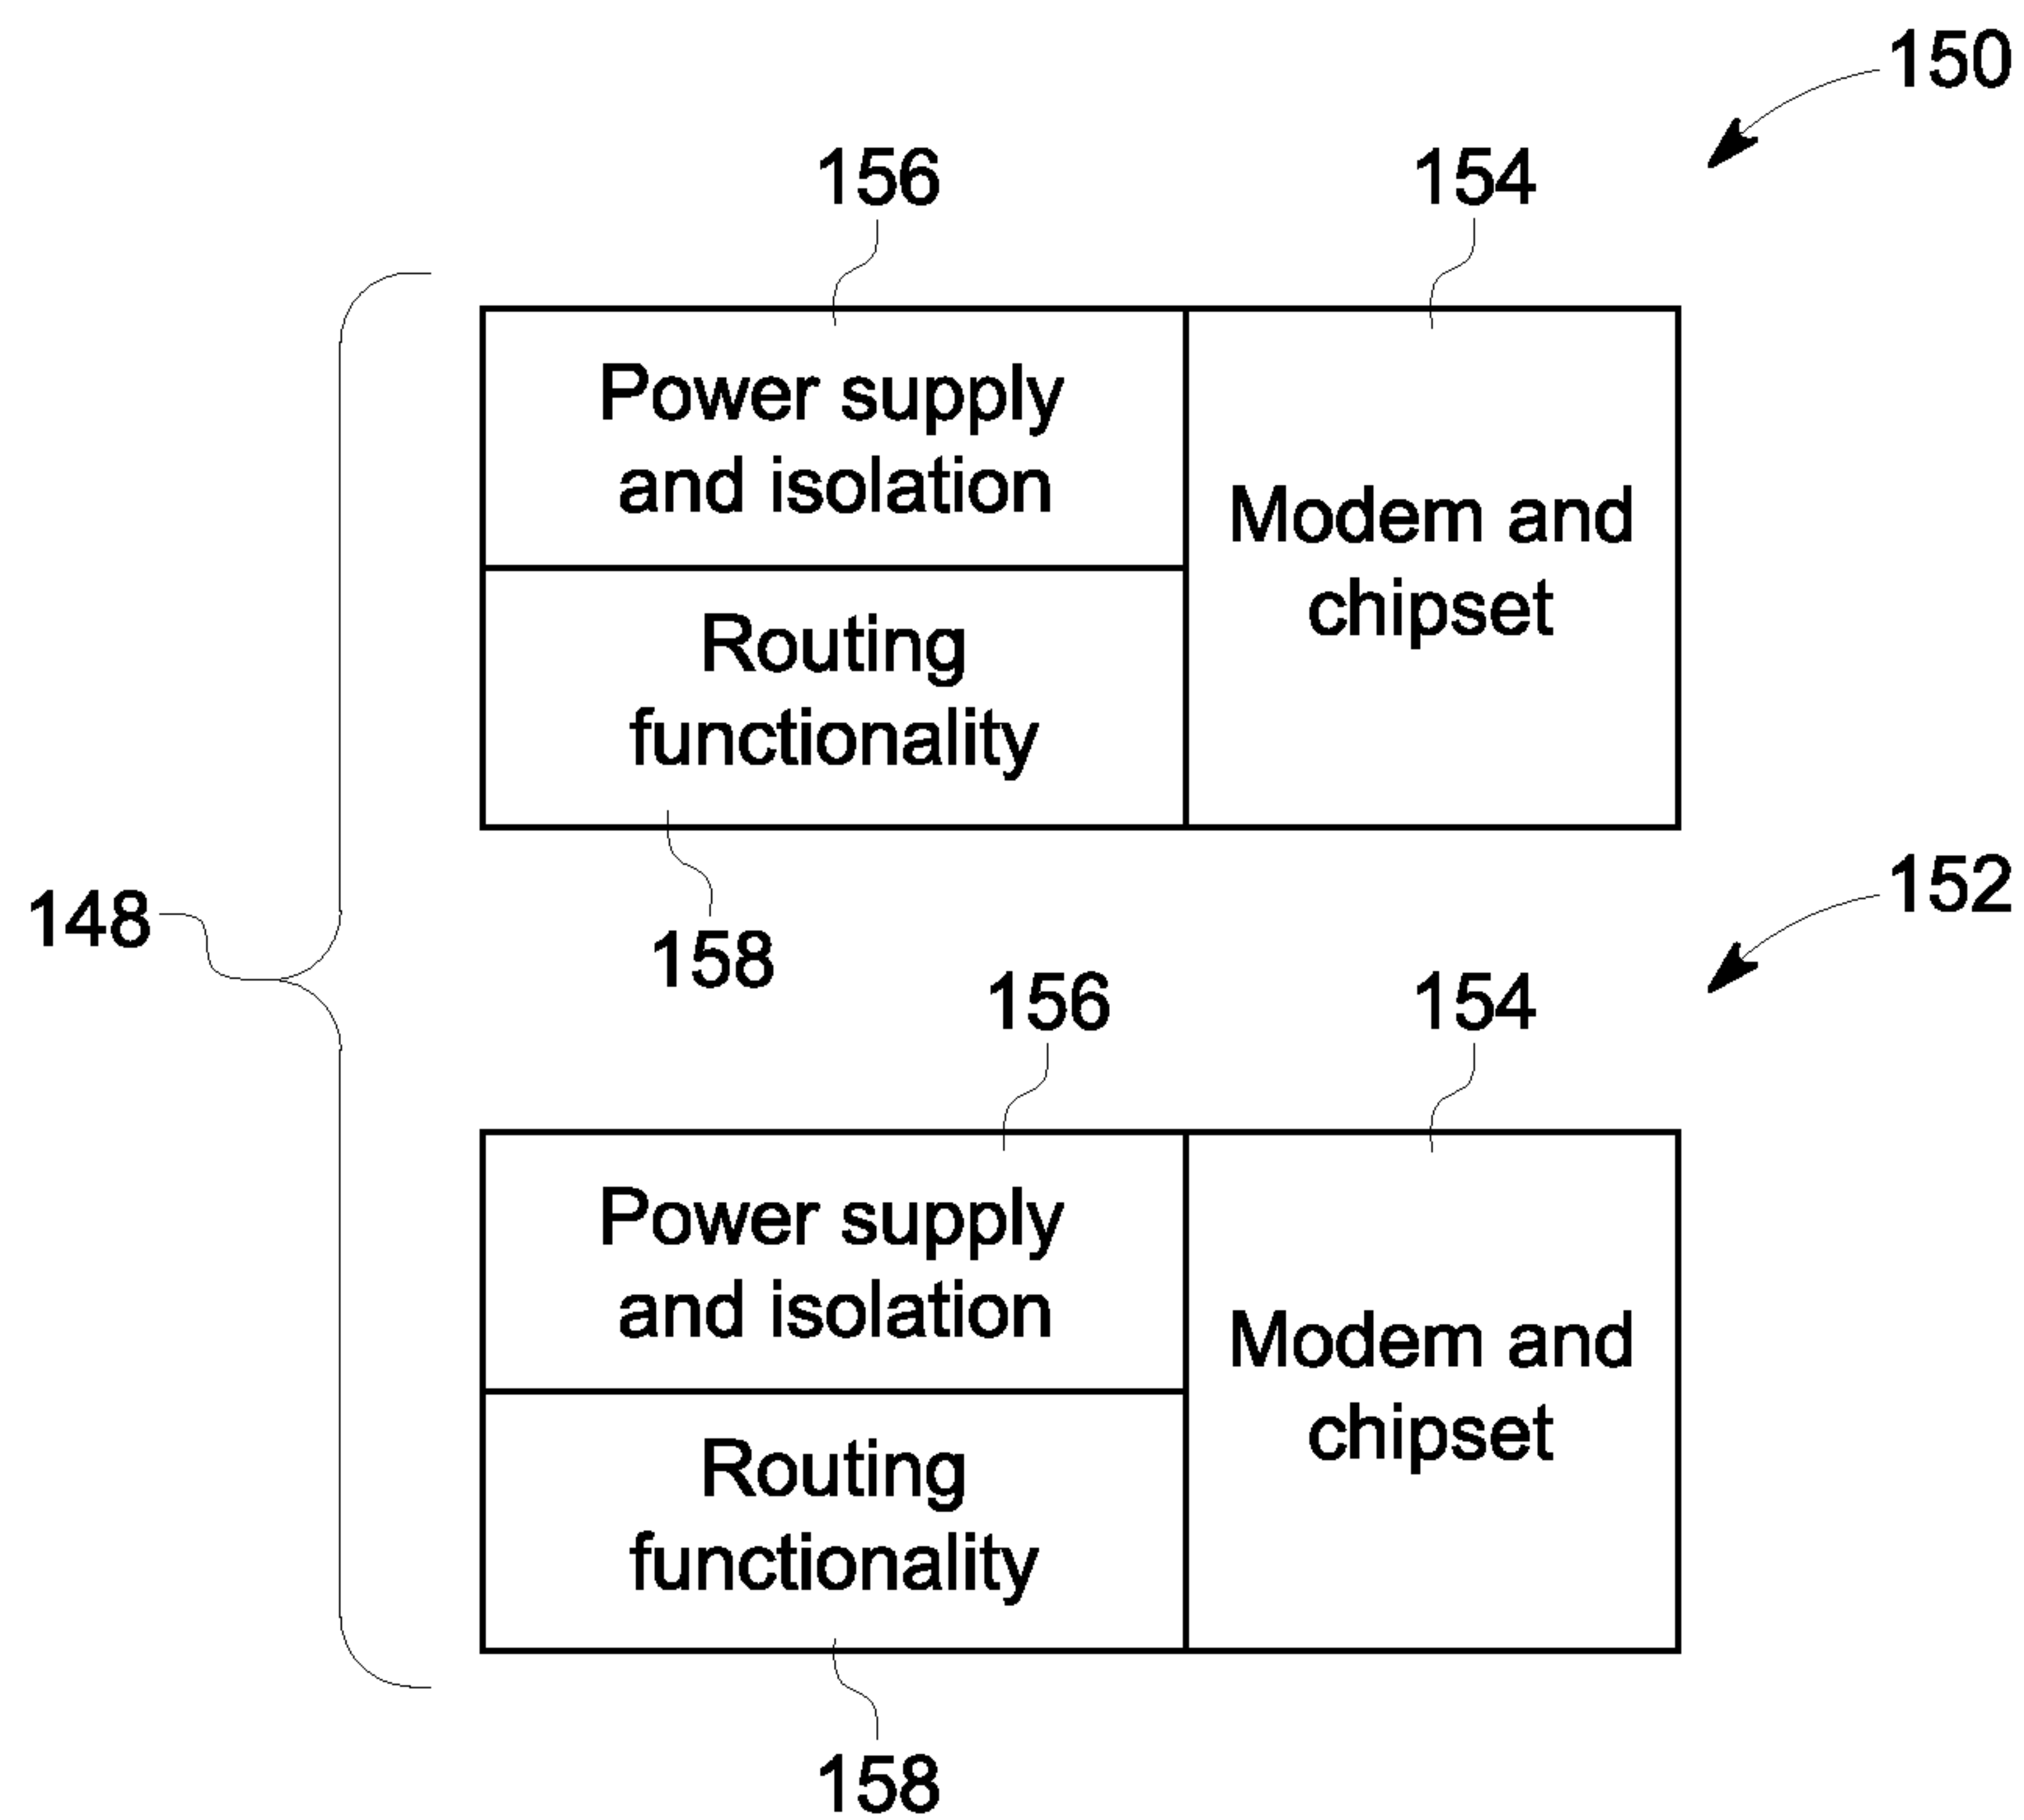 150
156
154
Power supply
and isolation
Modem and
chipset
Routing
functionality
158
148
152
156
154
Power supply
and isolation
Modem and
chipset
Routing
functionality
158